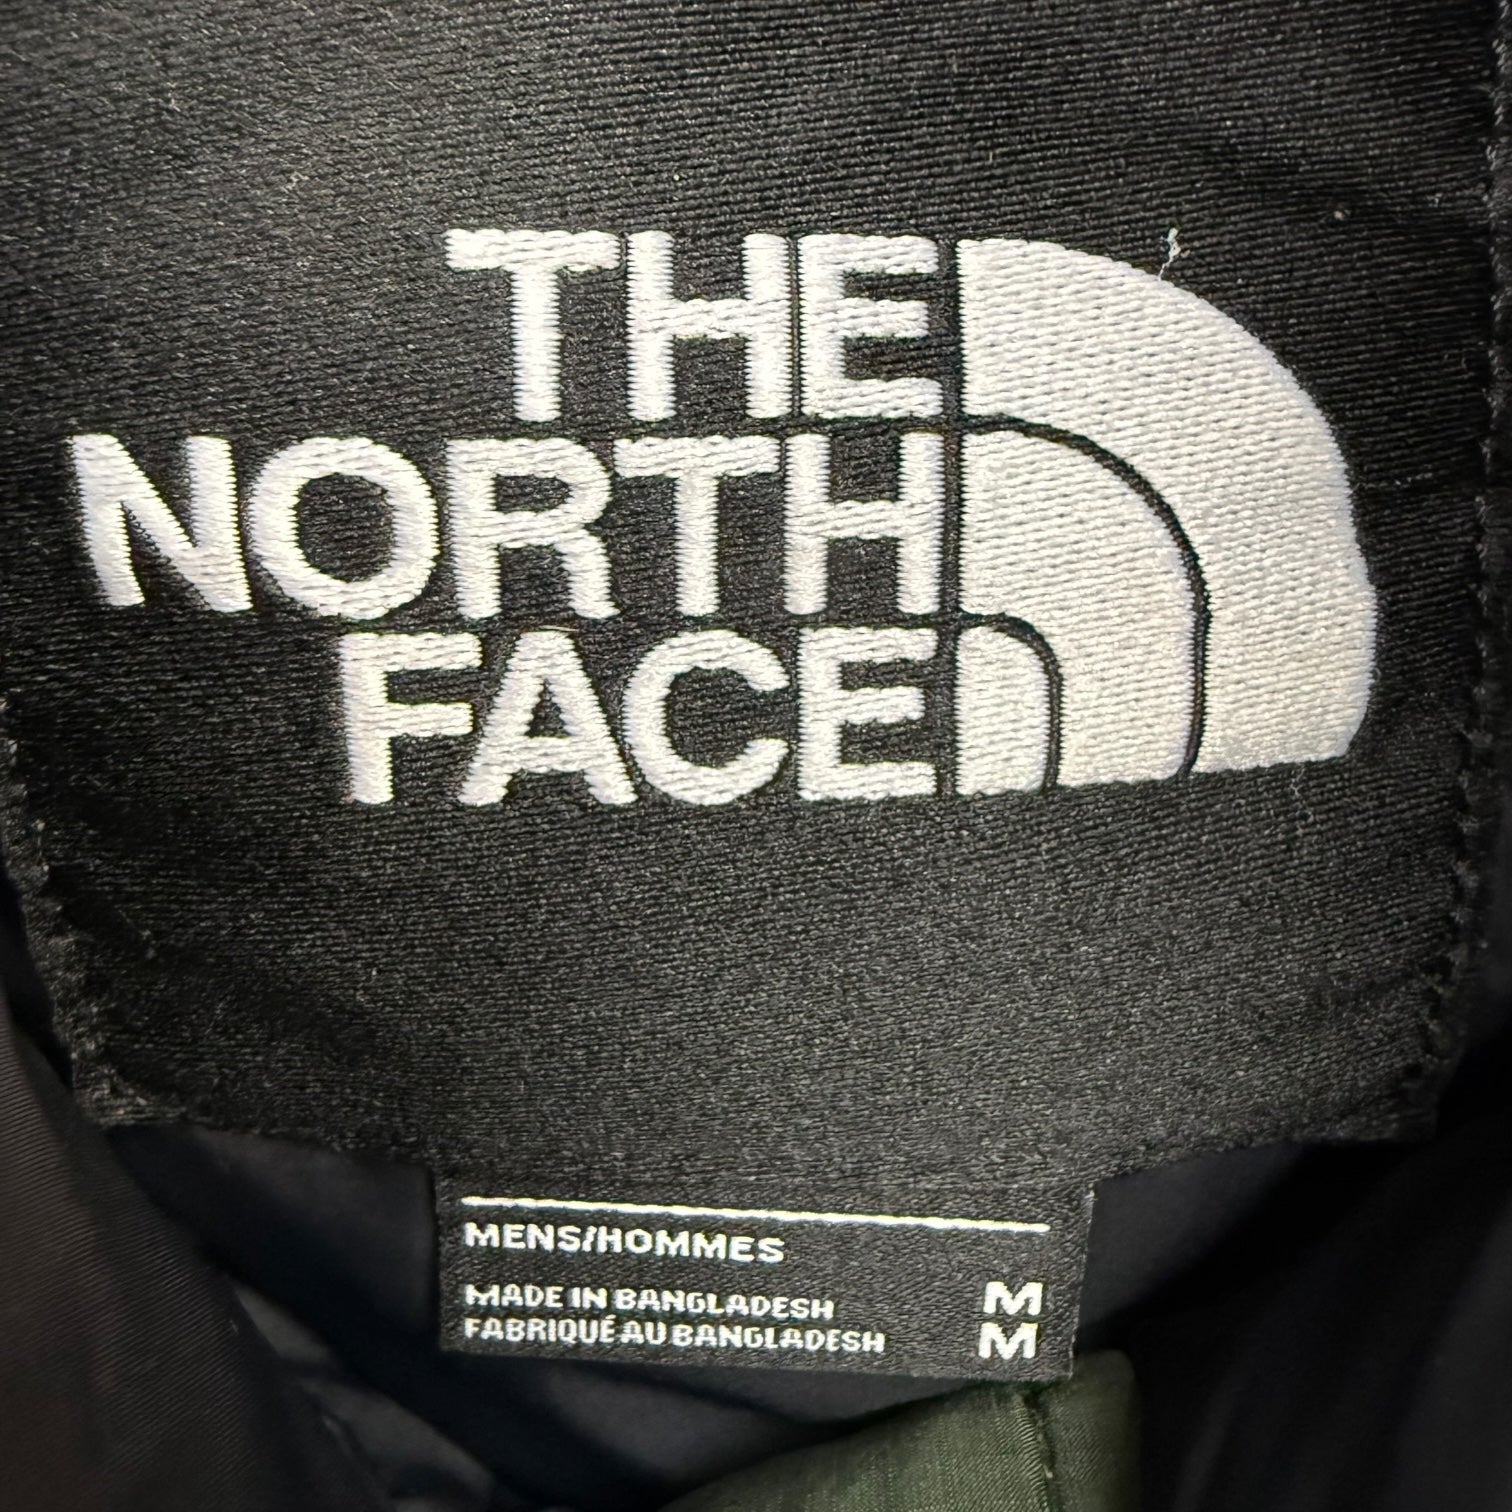 THE
NORTH
FACE
MENS/HOMMES
MADE IN BANGLADESH M
FABRIQUÉ AU BANGLADESH M